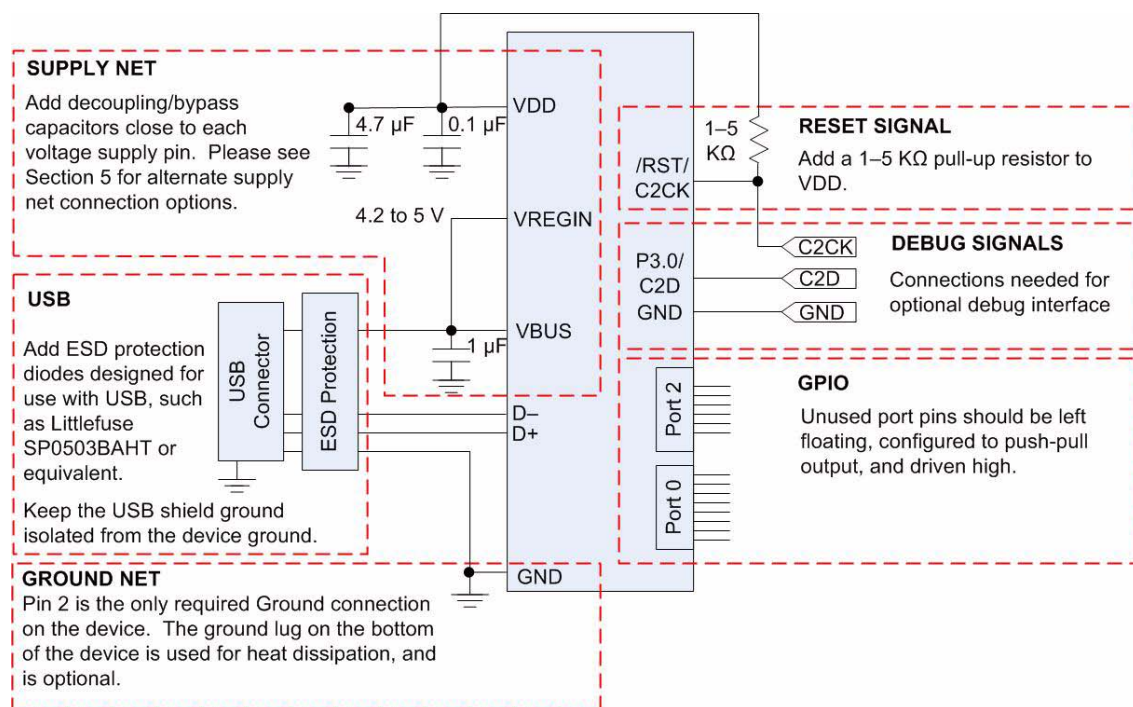 SUPPLY NET
Add decoupling/bypass
capacitors close to each
voltage supply pin.  Please see
Section 5 for alternate supply
net connection options.
4.7 µF
0.1 µF
VDD
4.2 to 5 V
VREGIN
VBUS
1 µF
D–
D+
GND
/RST/
C2CK
P3.0/
C2D
GND
Port 2
Port 0
1–5
KΩ
RESET SIGNAL
Add a 1–5 KΩ pull-up resistor to
VDD.
C2CK
C2D
GND
DEBUG SIGNALS
Connections needed for
optional debug interface
GPIO
Unused port pins should be left
floating, configured to push-pull
output, and driven high.
USB
Add ESD protection
diodes designed for
use with USB, such
as Littlefuse
SP0503BAHT or
equivalent.
Keep the USB shield ground
isolated from the device ground.
USB
Connector
ESD Protection
GROUND NET
Pin 2 is the only required Ground connection
on the device.  The ground lug on the bottom
of the device is used for heat dissipation, and
is optional.